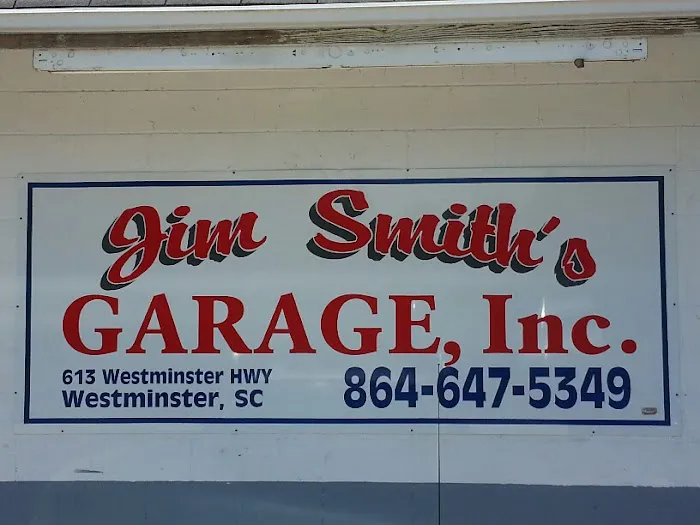 Jim Smith's
GARAGE, Inc.
613 Westminster HWY
Westminster, SC
864-647-5349